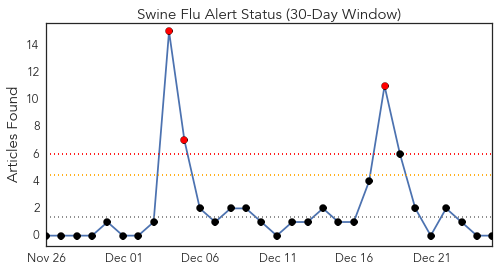 Swine Flu Alert Status (30-Day Window)
Articles Found
14
12
10
8
6
4
2
0
Nov 26 Dec 01 Dec 06 Dec 11 Dec 16 Dec 21